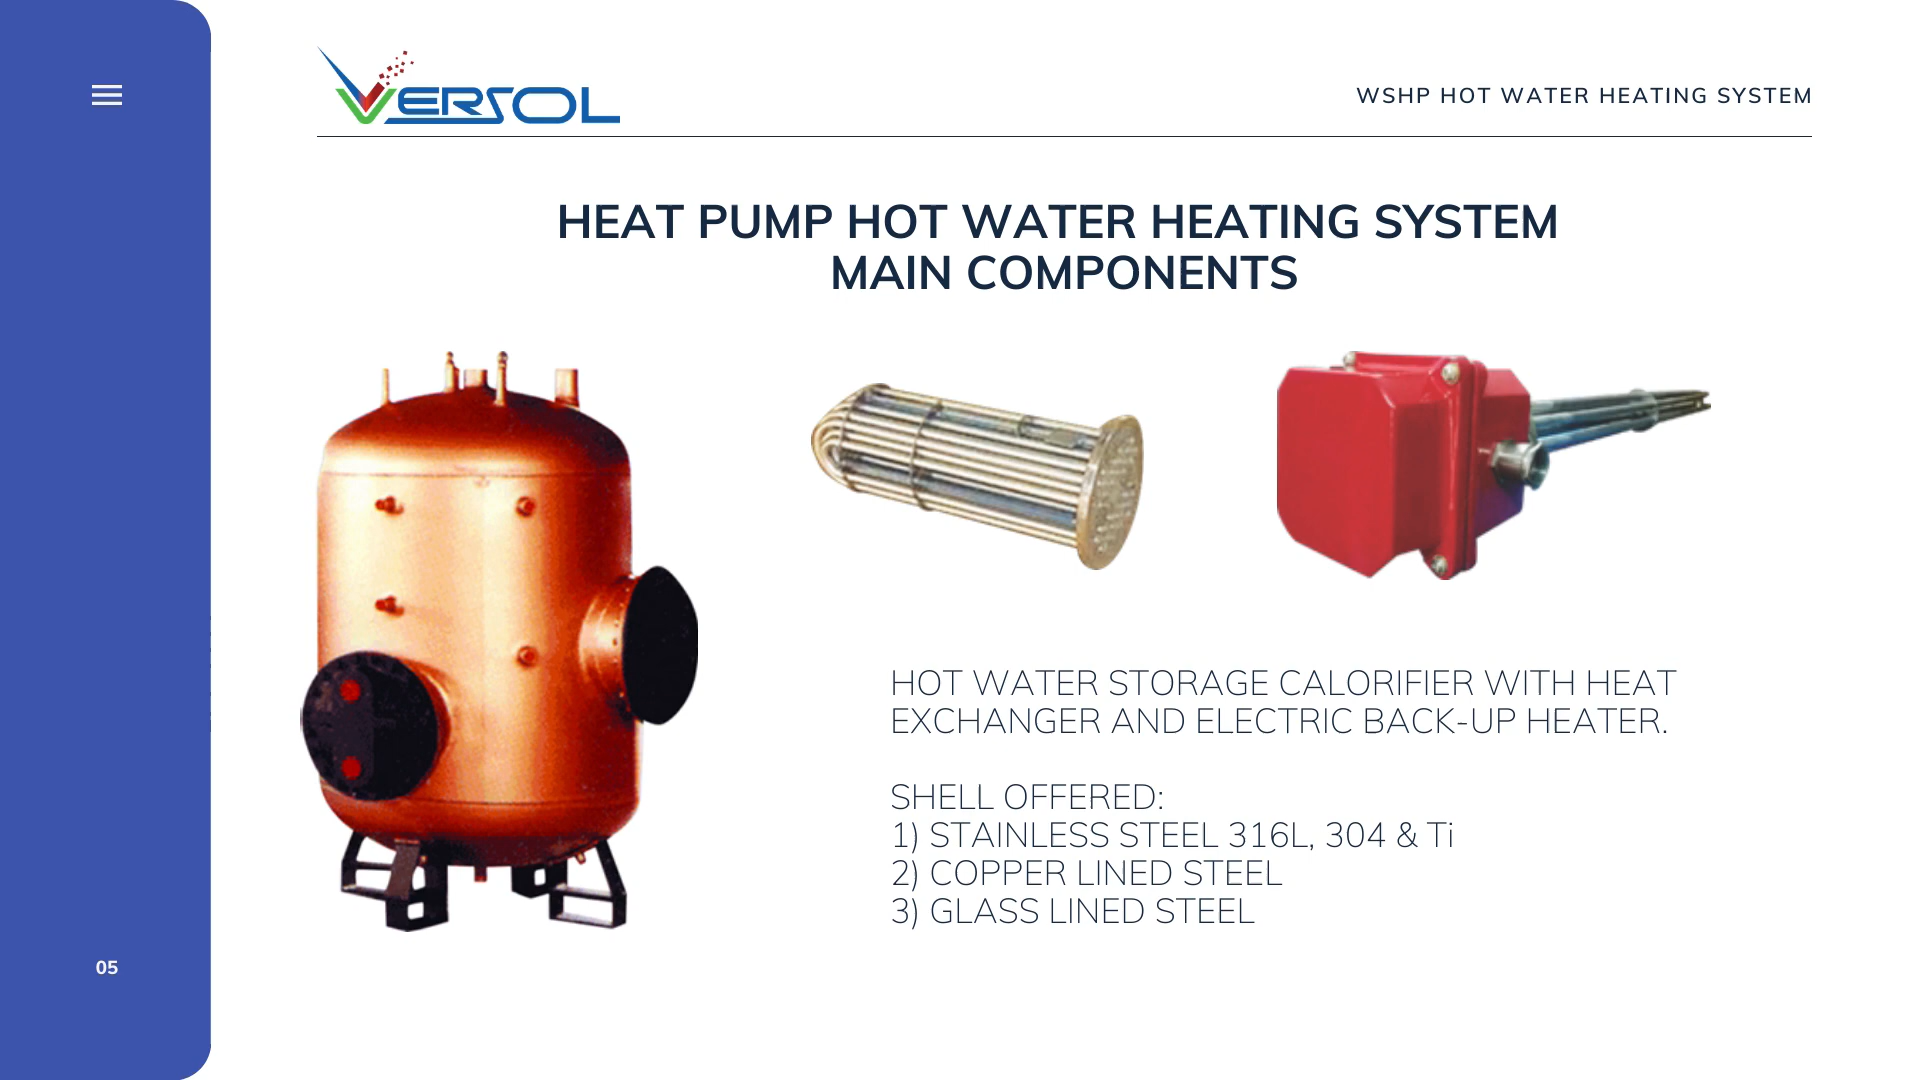 VERSOL
WSHP HOT WATER HEATING SYSTEM
HEAT PUMP HOT WATER HEATING SYSTEM
MAIN COMPONENTS
HOT WATER STORAGE CALORIFIER WITH HEAT
EXCHANGER AND ELECTRIC BACK-UP HEATER.
SHELL OFFERED:
1) STAINLESS STEEL 316L, 304 & Ti
2) COPPER LINED STEEL
3) GLASS LINED STEEL
05